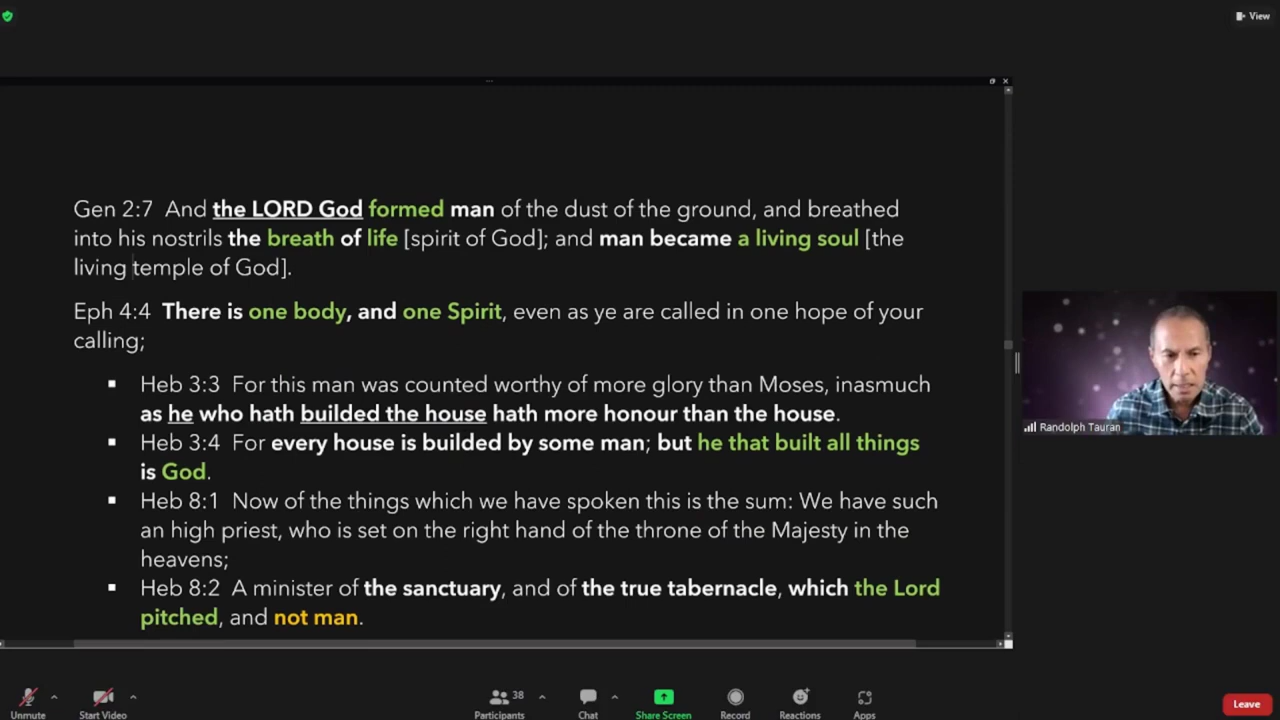 View
Gen 2:7 And the LORD God formed man of the dust of the ground, and breathed
into his nostrils the breath of life [spirit of God]; and man became a living soul [the
living temple of God].
Eph 4:4 There is one body, and one Spirit, even as ye are called in one hope of your
calling;
▪ Heb 3:3 For this man was counted worthy of more glory than Moses, inasmuch
as he who hath builded the house hath more honour than the house.
▪ Heb 3:4 For every house is builded by some man; but he that built all things
is God.
▪ Heb 8:1 Now of the things which we have spoken this is the sum: We have such
an high priest, who is set on the right hand of the throne of the Majesty in the
heavens;
▪ Heb 8:2 A minister of the sanctuary, and of the true tabernacle, which the Lord
pitched, and not man.
Randolph Tauran
38
Unmute Start Video Participants Chat Share Screen Record Reactions Apps Leave